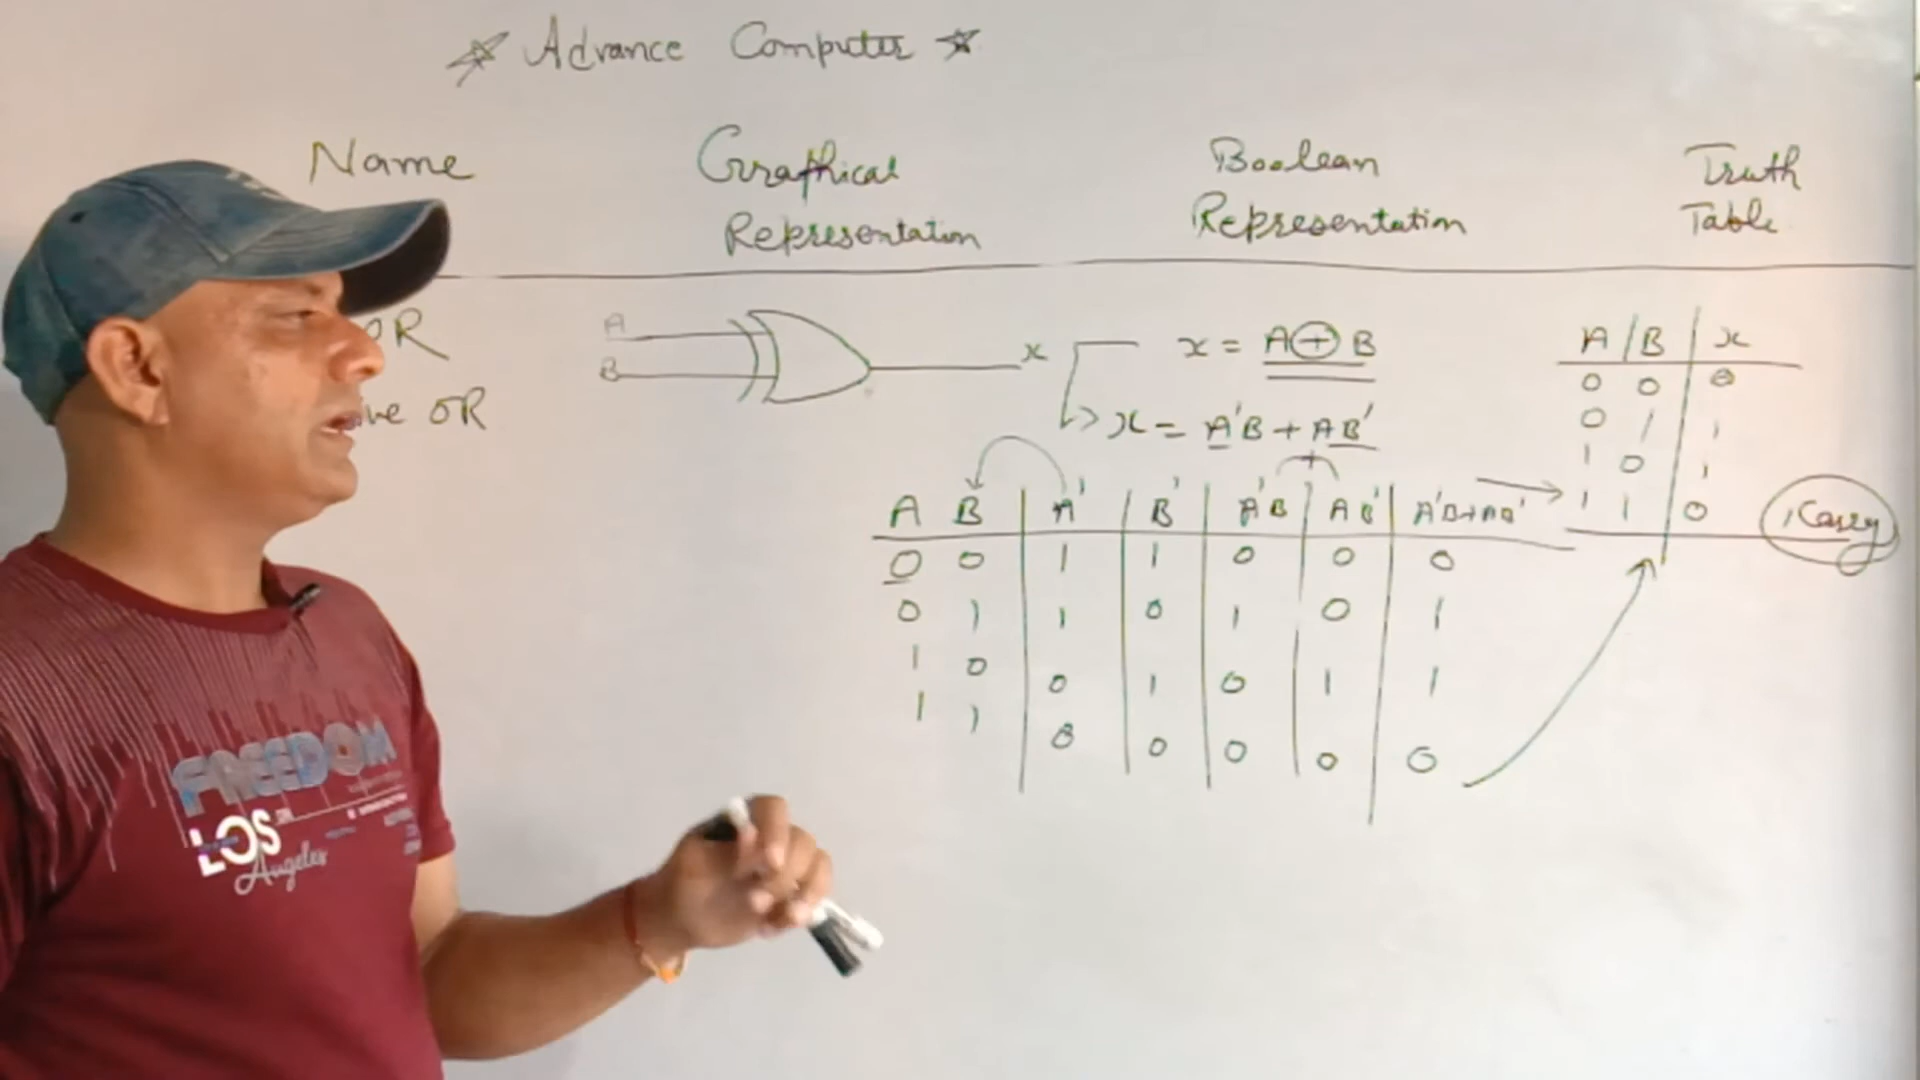 ☆ Advance Computer ☆
Name Graphical Representation Boolean Representation Truth Table
OR
ive OR
A
B
x
x = A ⊕ B
x = A'B + AB'
A B x
0 0 0
0 1 1
1 0 1
1 1 0
1 Carry
+
A B A' B' A'B AB' A'B+AB'
0 0 1 1 0 0 0
0 1 1 0 1 0 1
1 0 0 1 0 1 1
1 1 0 0 0 0 0
FREEDOM
LOS
Angeles